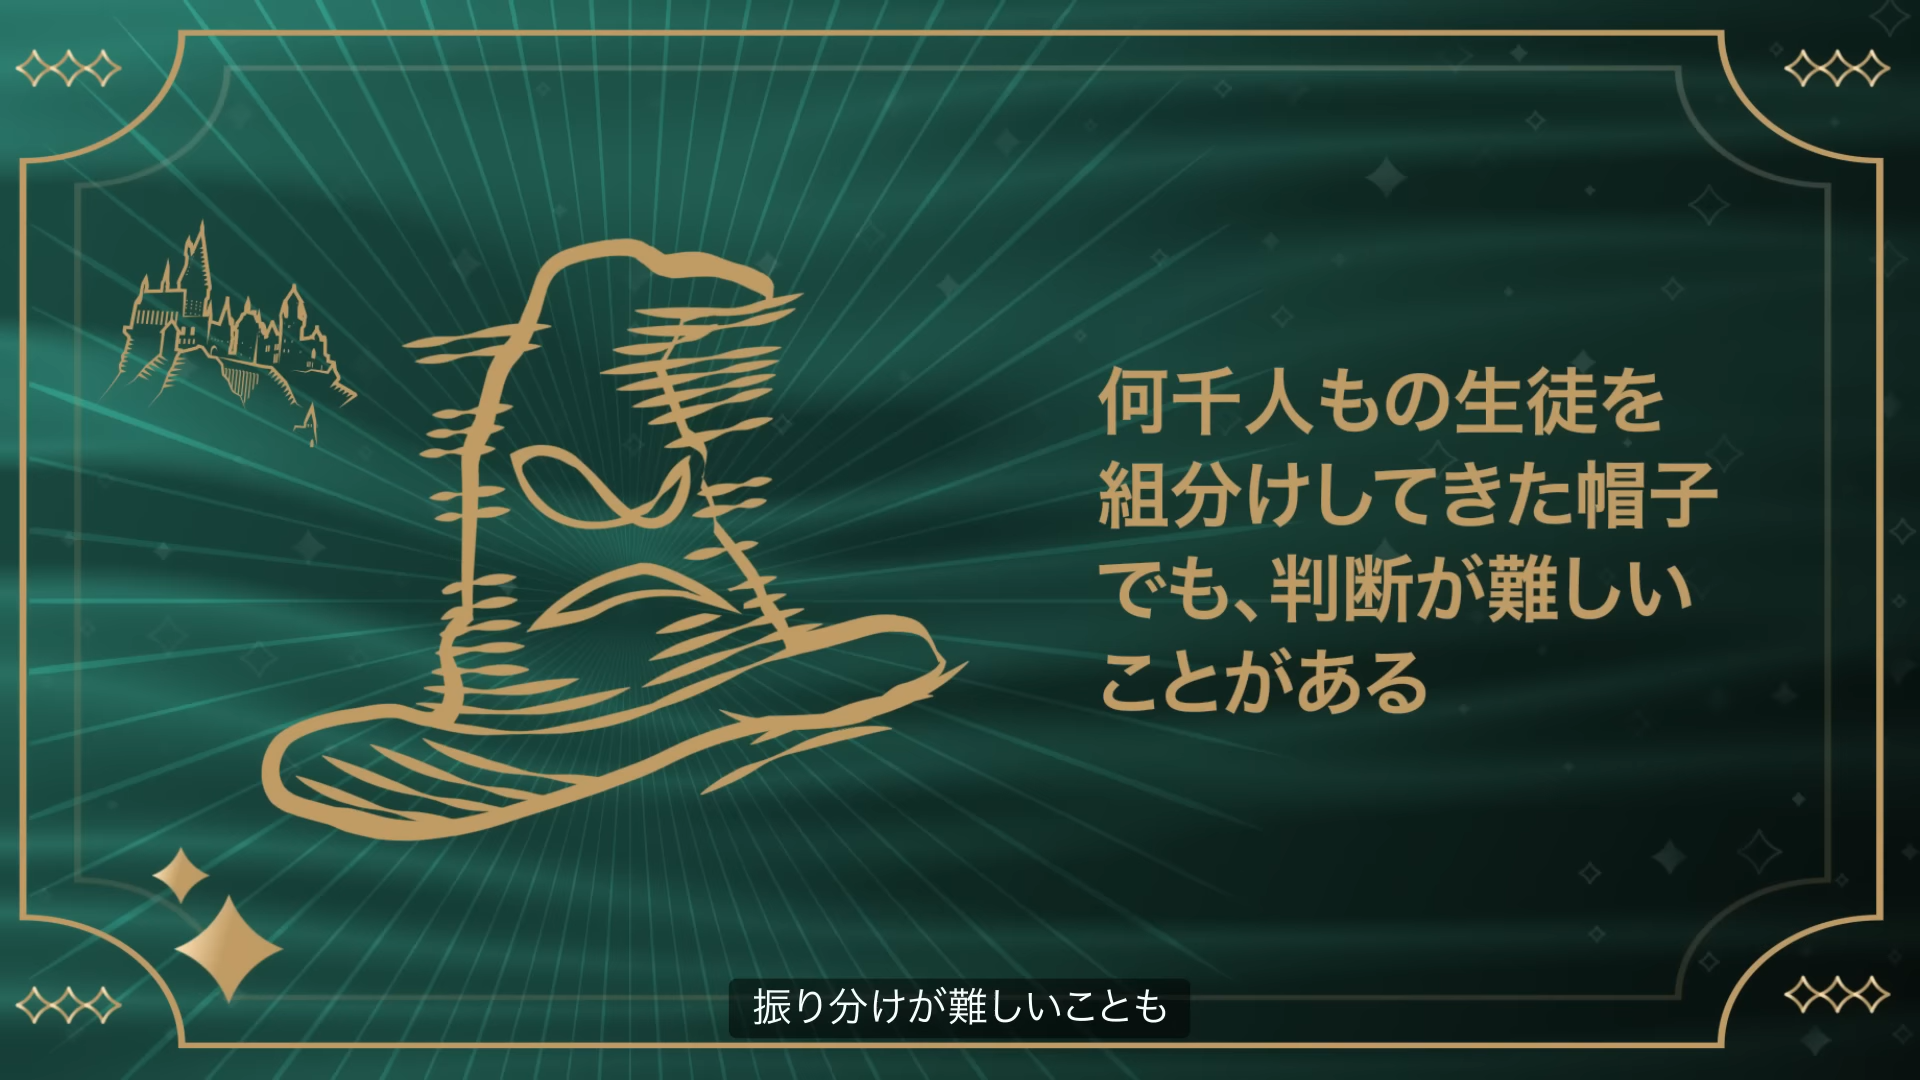 何千人もの生徒を
組分けしてきた帽子
でも、判断が難しい
ことがある
振り分けが難しいことも